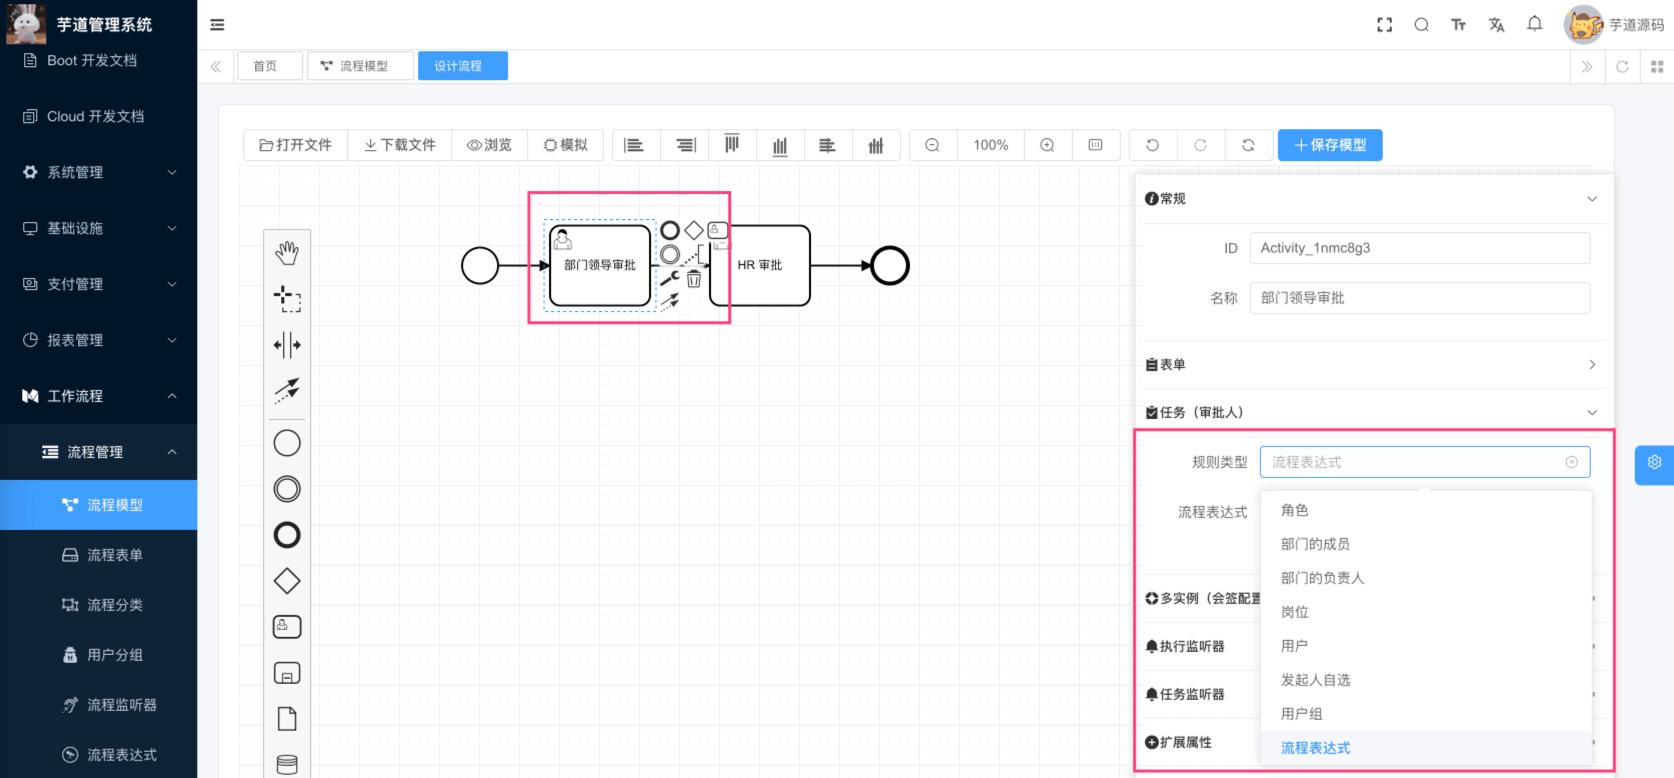 芋道管理系统
Boot 开发文档
Cloud 开发文档
系统管理
基础设施
支付管理
报表管理
工作流程
流程管理
流程模型
流程表单
流程分类
用户分组
流程监听器
流程表达式
芋道源码
首页
流程模型
设计流程
打开文件
下载文件
浏览
模拟
100%
保存模型
部门领导审批
HR 审批
常规
ID
Activity_1nmc8g3
名称
部门领导审批
表单
任务（审批人）
规则类型
流程表达式
流程表达式
角色
部门的成员
部门的负责人
岗位
用户
发起人自选
用户组
流程表达式
多实例（会签配置
执行监听器
任务监听器
扩展属性